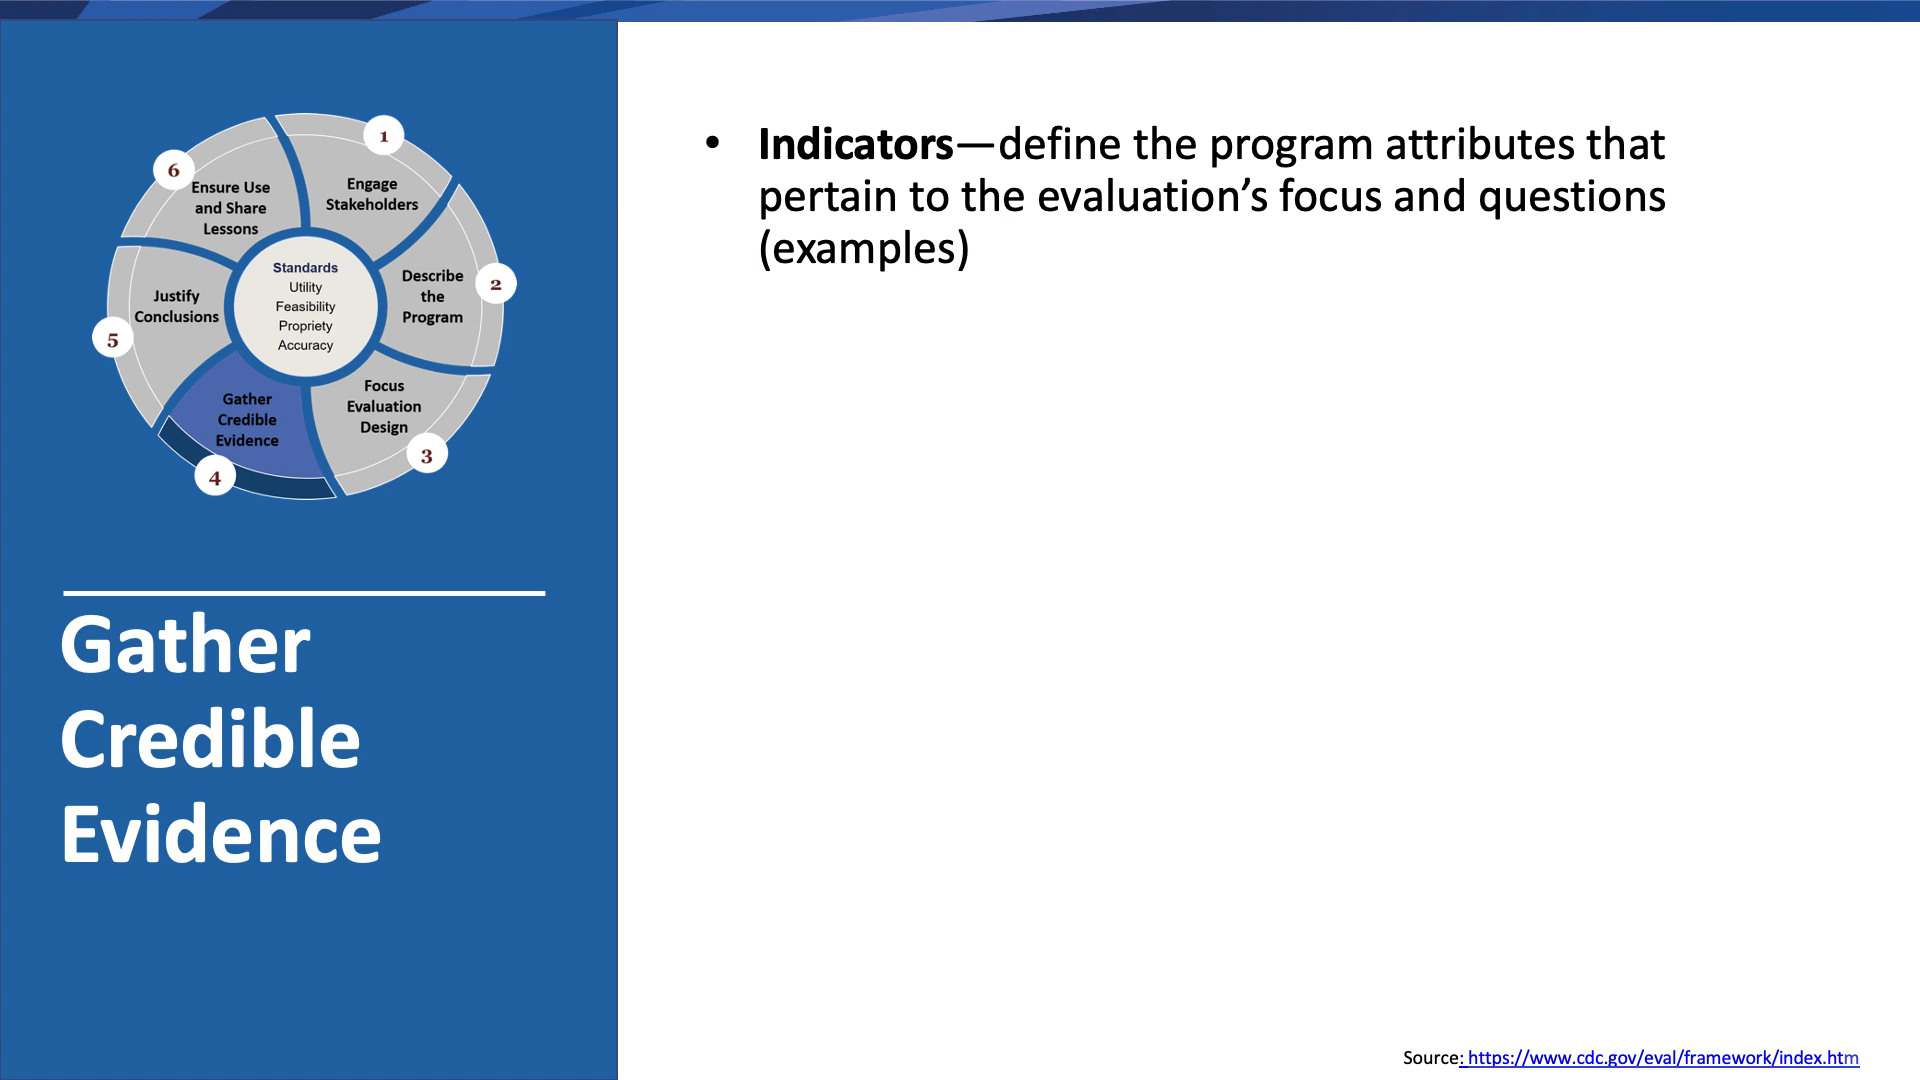 1
Engage
Stakeholders
2
Describe
the
Program
3
Focus
Evaluation
Design
4
Gather
Credible
Evidence
5
Justify
Conclusions
6
Ensure Use
and Share
Lessons
Standards
Utility
Feasibility
Propriety
Accuracy
Gather
Credible
Evidence
• Indicators—define the program attributes that
pertain to the evaluation’s focus and questions
(examples)
Source: https://www.cdc.gov/eval/framework/index.htm